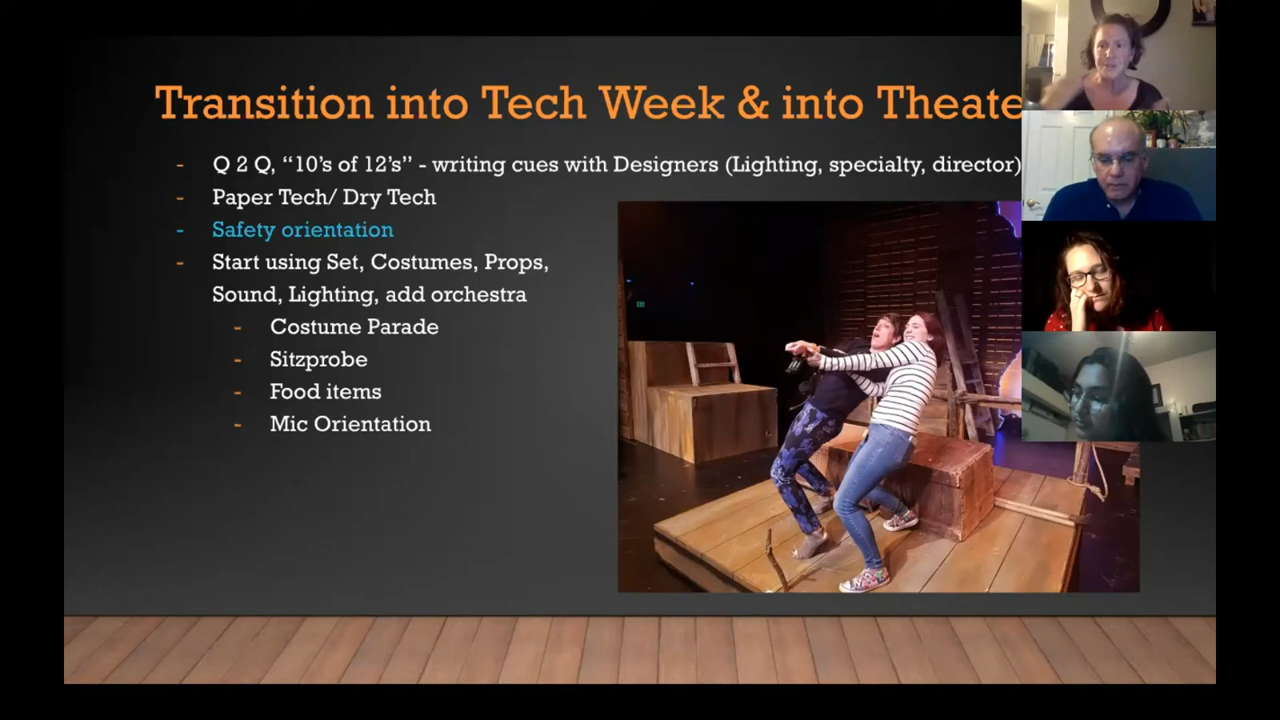 Transition into Tech Week & into Theate
- Q 2 Q, “10’s of 12’s” - writing cues with Designers (Lighting, specialty, director)
- Paper Tech/ Dry Tech
- Safety orientation
- Start using Set, Costumes, Props,
Sound, Lighting, add orchestra
- Costume Parade
- Sitzprobe
- Food items
- Mic Orientation